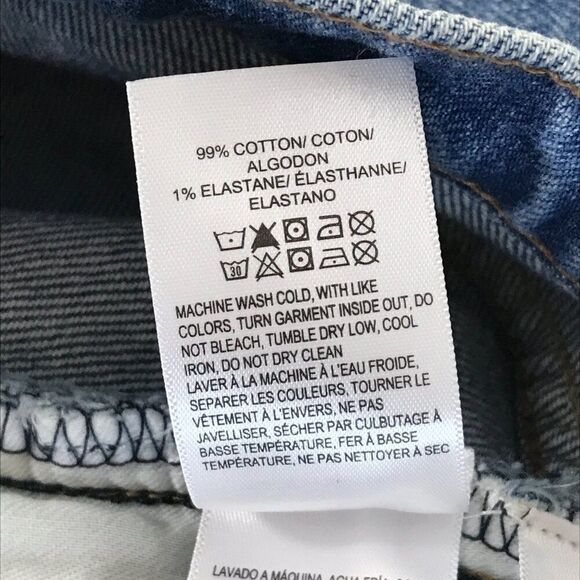 99% COTTON/ COTON/
ALGODON
1% ELASTANE/ ÉLASTHANNE/
ELASTANO
30
MACHINE WASH COLD, WITH LIKE
COLORS, TURN GARMENT INSIDE OUT, DO
NOT BLEACH, TUMBLE DRY LOW, COOL
IRON, DO NOT DRY CLEAN
LAVER À LA MACHINE À L'EAU FROIDE,
SEPARER LES COULEURS, TOURNER LE
VÊTEMENT À L'ENVERS, NE PAS
JAVELLISER, SÉCHER PAR CULBUTAGE À
BASSE TEMPÉRATURE, FER À BASSE
TEMPÉRATURE, NE PAS NETTOYER À SEC
LAVADO A MÁQUINA, AGUA